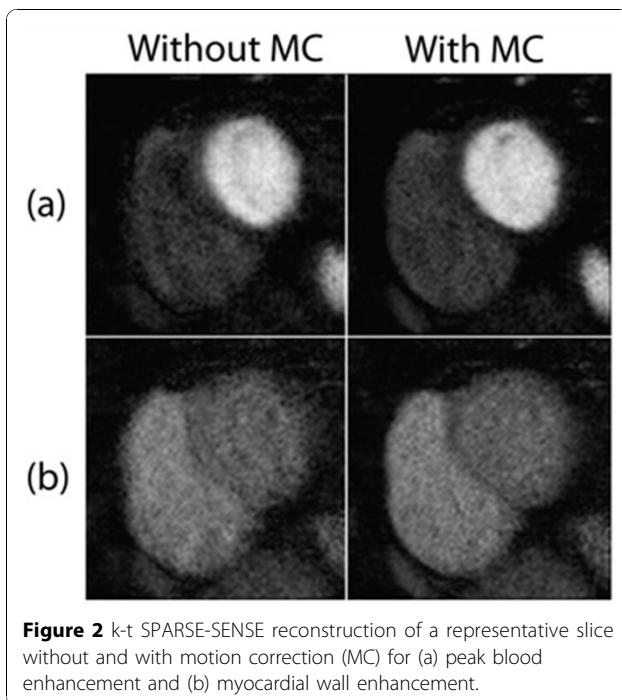 Without MC With MC
(a)
(b)
Figure 2 k-t SPARSE-SENSE reconstruction of a representative slice
without and with motion correction (MC) for (a) peak blood
enhancement and (b) myocardial wall enhancement.